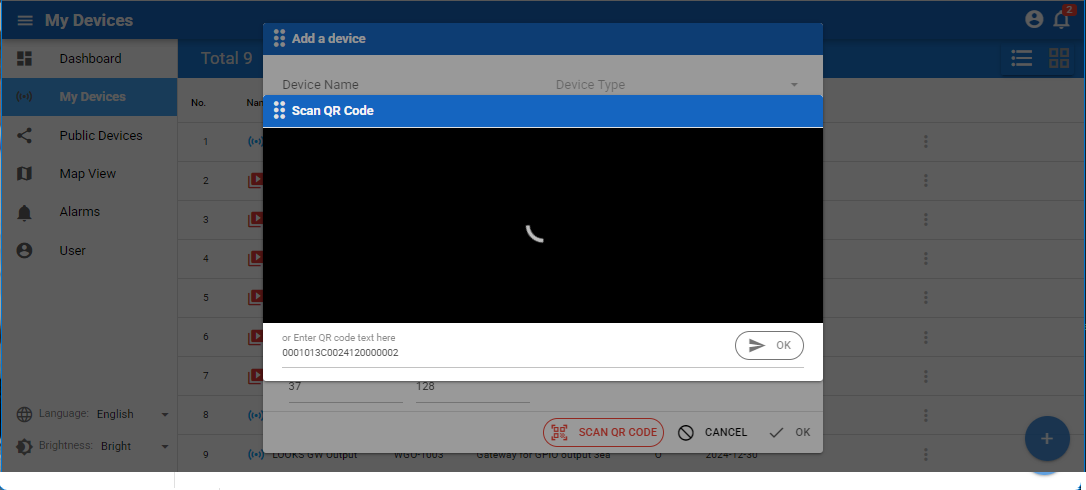 My Devices
2
Dashboard
My Devices
Public Devices
Map View
Alarms
User
Language: English
Brightness: Bright
Total 9
No.
1
2
3
4
5
6
7
8
9 LOOKS GW Output WGO-1003 Gateway for GPIO output Sea O 2024-12-30
Add a device
Device Name Device Type
Scan QR Code
or Enter QR code text here
0001013C0024120000002
OK
37 128
SCAN QR CODE CANCEL OK
+